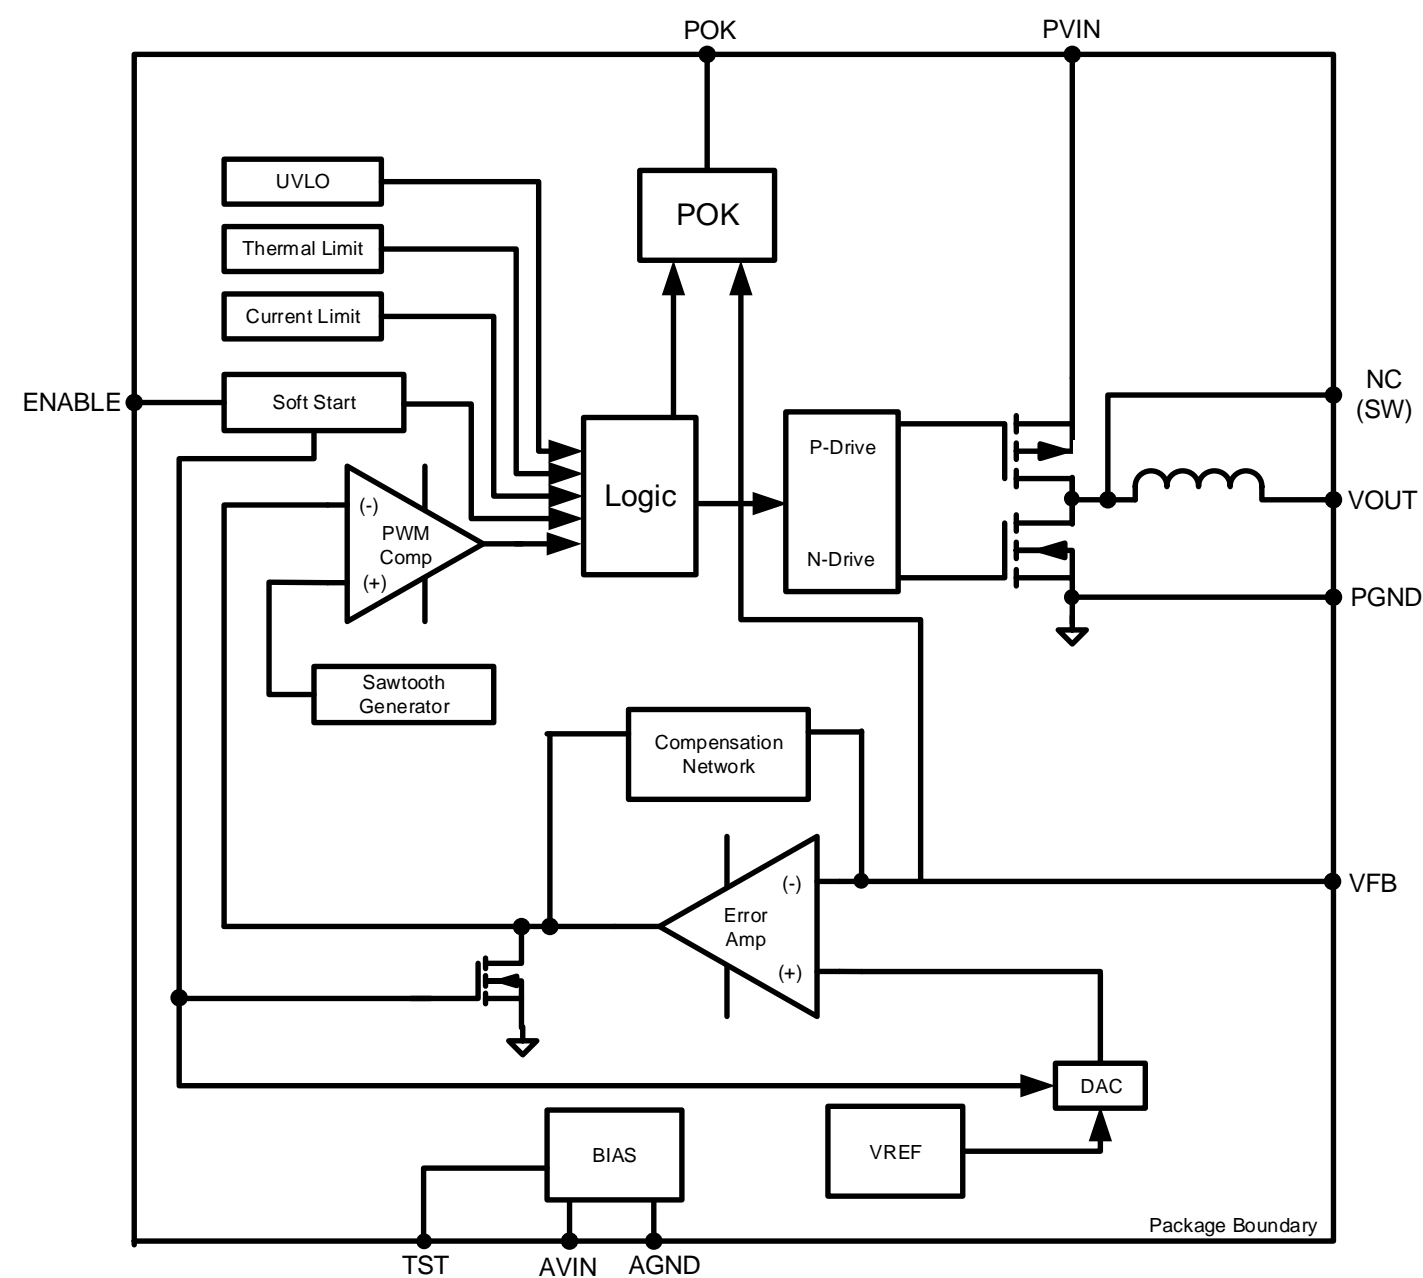 POK
PVIN
UVLO
POK
Thermal Limit
Current Limit
NC
(SW)
ENABLE
Soft Start
P-Drive
Logic
VOUT
(-)
PWM
Comp
(+)
N-Drive
PGND
Sawtooth
Generator
Compensation
Network
(-)
VFB
Error
Amp
(+)
DAC
BIAS
VREF
Package Boundary
TST
AVIN
AGND